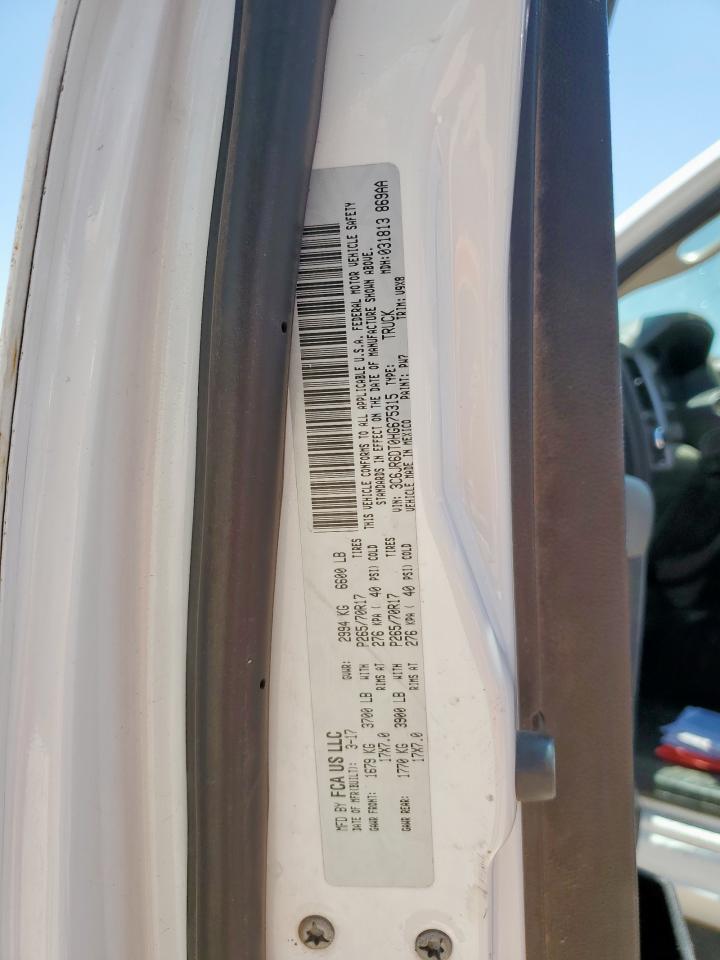 MFD BY FCA US LLC
DATE OF MFR(BUILT): 3-17 GVWR: 2994 KG 6600 LB
GAWR FRONT: 1679 KG 3700 LB WITH P265/70R17 TIRES
17X7.0 RIMS AT 276 KPA ( 40 PSI) COLD
GAWR REAR: 1770 KG 3900 LB WITH P265/70R17 TIRES
17X7.0 RIMS AT 276 KPA ( 40 PSI) COLD
THIS VEHICLE CONFORMS TO ALL APPLICABLE U.S.A. FEDERAL MOTOR VEHICLE SAFETY
STANDARDS IN EFFECT ON THE DATE OF MANUFACTURE SHOWN ABOVE.
VIN: 3C6JR6DT0HG675315 TYPE: TRUCK MDH:031813 869AA
VEHICLE MADE IN MEXICO PAINT: PW7 TRIM: V9X8